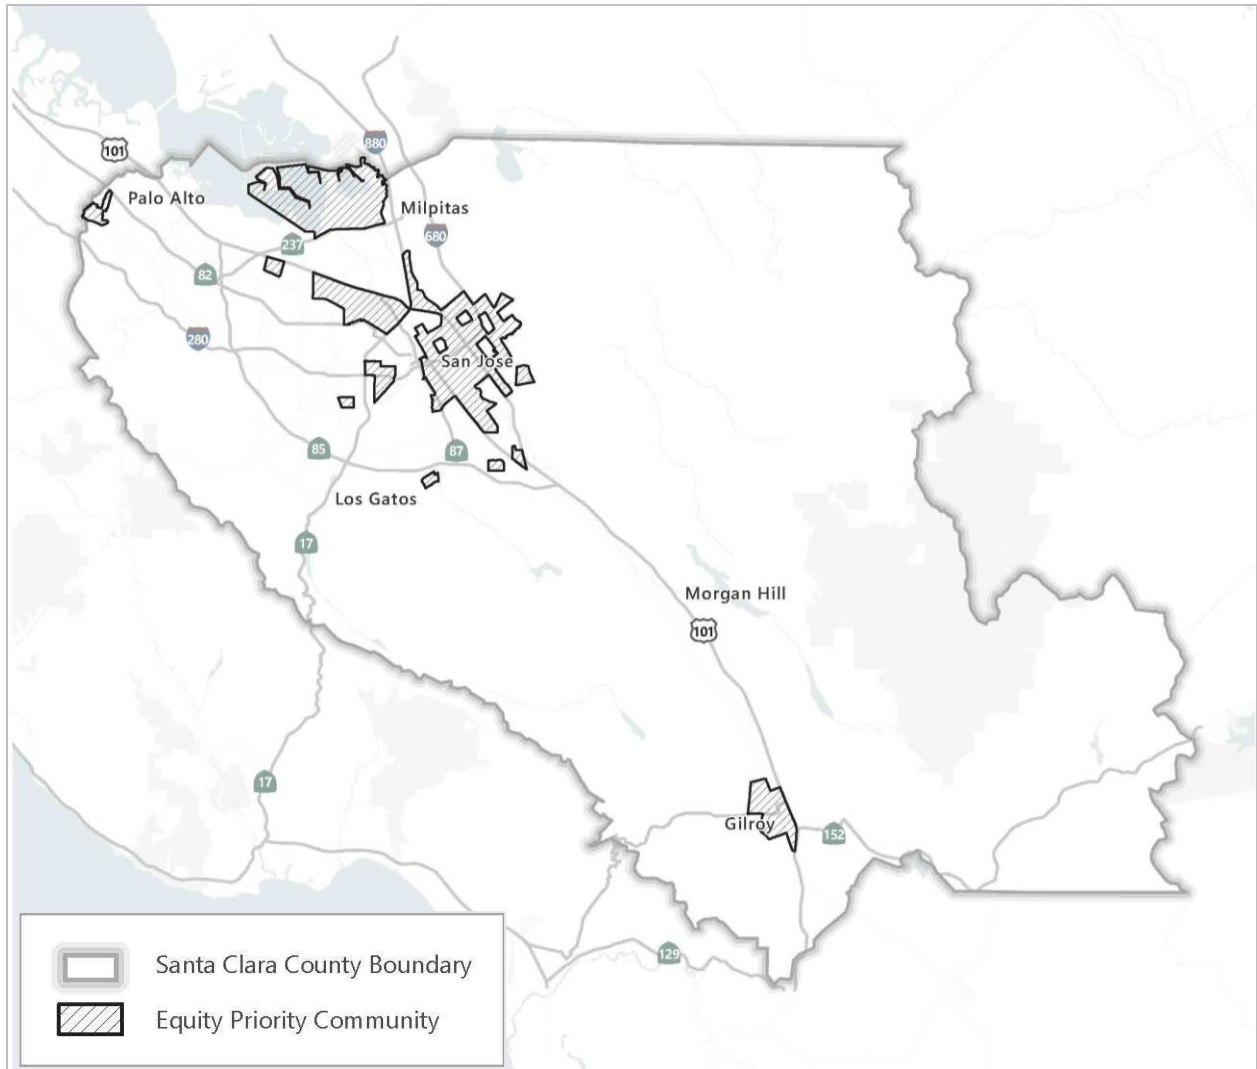 880
101
Palo Alto
Milpitas
680
237
82
280
San Jose
85
87
Los Gatos
17
Morgan Hill
101
17
Gilroy
152
129
Santa Clara County Boundary
Equity Priority Community